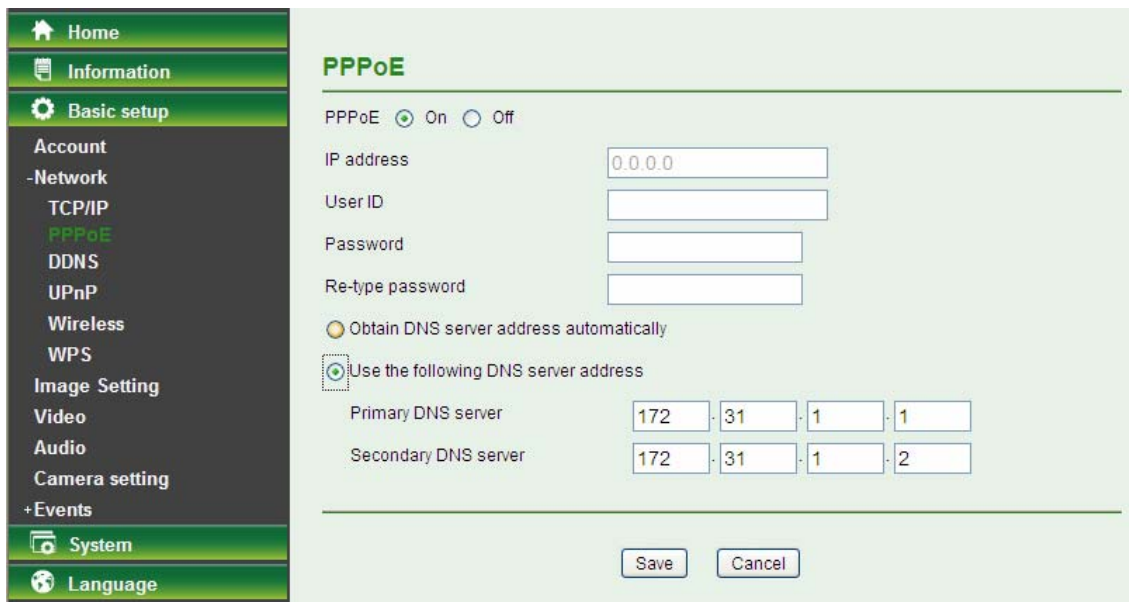 Home
Information
Basic setup
Account
-Network
TCP/IP
PPPoE
DDNS
UPnP
Wireless
WPS
Image Setting
Video
Audio
Camera setting
+Events
System
Language
PPPoE
PPPoE On Off
IP address 0.0.0.0
User ID
Password
Re-type password
Obtain DNS server address automatically
Use the following DNS server address
Primary DNS server 172 . 31 . 1 . 1
Secondary DNS server 172 . 31 . 1 . 2
Save Cancel